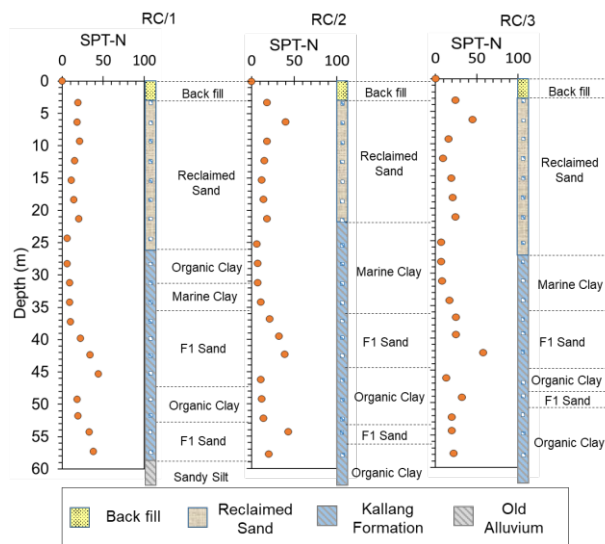 RC/1
RC/2
RC/3
SPT-N
SPT-N
SPT-N
0 50 100
0 50 100
0 50 100
Depth (m)
0
5
10
15
20
25
30
35
40
45
50
55
60
Back fill
Reclaimed
Sand
Organic Clay
Marine Clay
F1 Sand
Organic Clay
F1 Sand
Sandy Silt
Back fill
Reclaimed
Sand
Marine Clay
F1 Sand
Organic Clay
F1 Sand
Organic Clay
Back fill
Reclaimed
Sand
Marine Clay
F1 Sand
Organic Clay
F1 Sand
Organic Clay
Back fill
Reclaimed
Sand
Kallang
Formation
Old
Alluvium